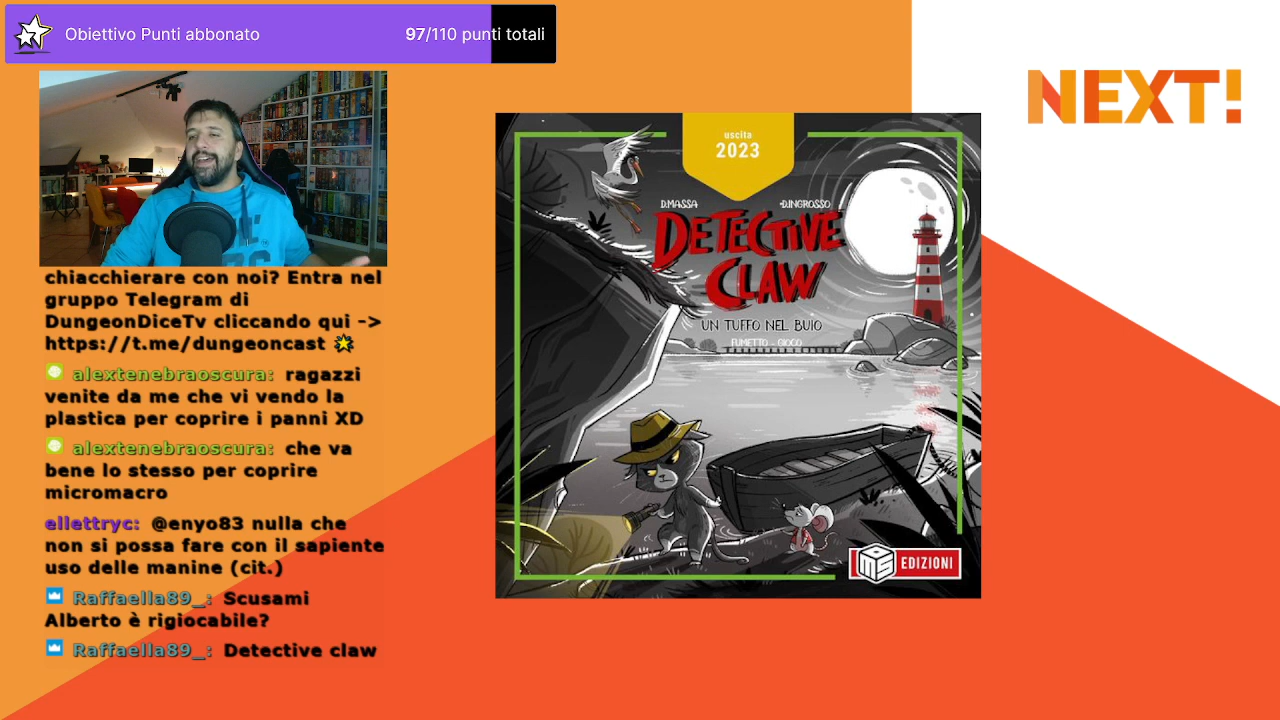 Obiettivo Punti abbonato
97/110 punti totali
NEXT!
uscita
2023
D.MASSA
D.INGROSSO
DETECTIVE
CLAW
UN TUFFO NEL BUIO
FUMETTO - GIOCO
MS EDIZIONI
chiacchierare con noi? Entra nel
gruppo Telegram di
DungeonDiceTv cliccando qui ->
https://t.me/dungeoncast
alextenebraoscura: ragazzi
venite da me che vi vendo la
plastica per coprire i panni XD
alextenebraoscura: che va
bene lo stesso per coprire
micromacro
ellettryc: @enyo83 nulla che
non si possa fare con il sapiente
uso delle manine (cit.)
Raffaella89_: Scusami
Alberto è rigiocabile?
Raffaella89_: Detective claw